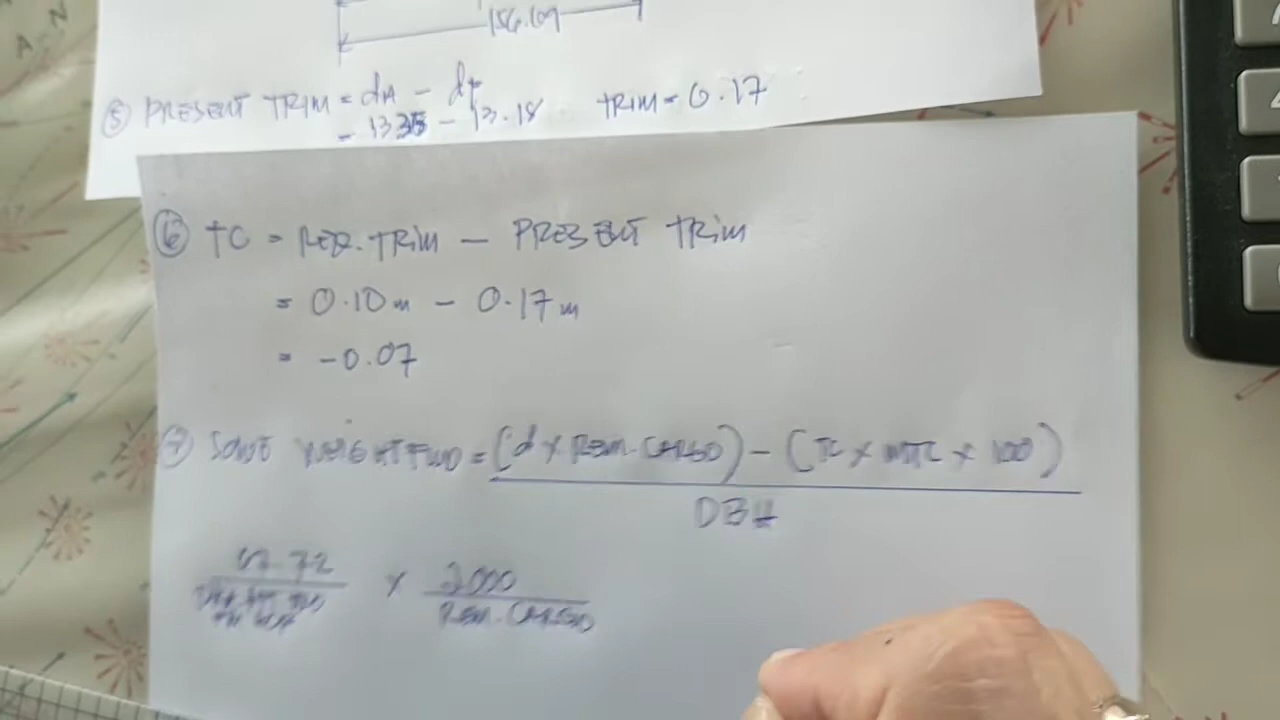 156.09
⑤ PRESENT TRIM = dA - dF TRIM = 0.17
= 13.35 - 13.18
⑥ TC = REQ. TRIM - PRESENT TRIM
= 0.10m - 0.17m
= -0.07
⑦ WEIGHT FWD = (d x REM. CARGO) - (TC x MTC x 100)
DBH
72 x 2000
REM. CARGO